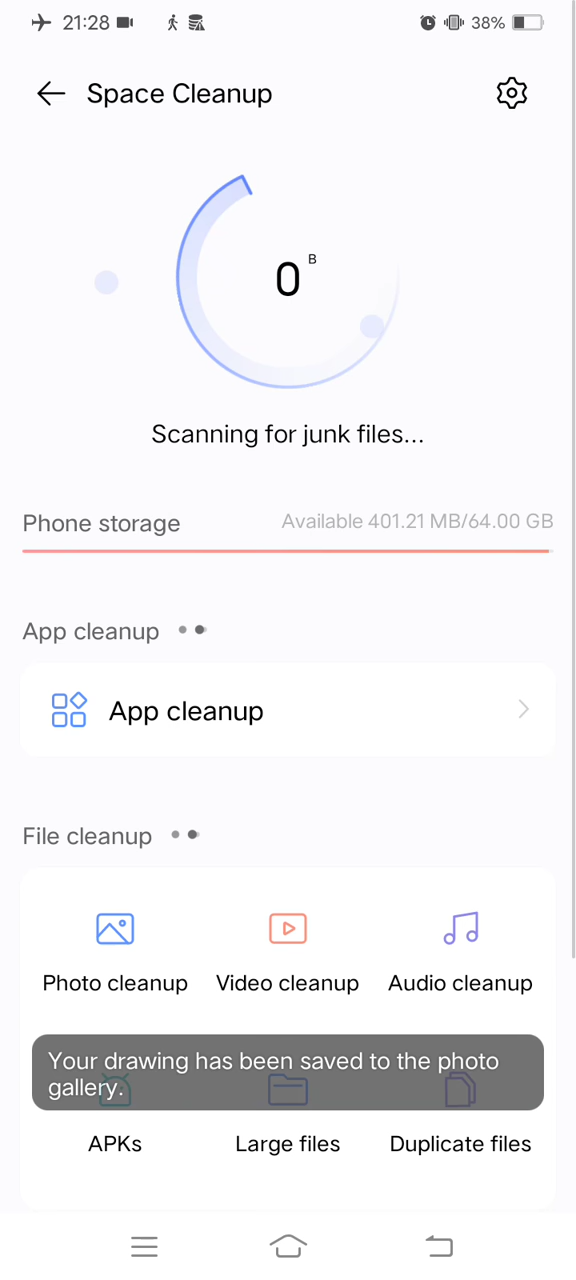 21:28
38%
Space Cleanup
0 B
Scanning for junk files...
Phone storage
Available 401.21 MB/64.00 GB
App cleanup
App cleanup
File cleanup
Photo cleanup
Video cleanup
Audio cleanup
Your drawing has been saved to the photo
gallery.
APKs
Large files
Duplicate files